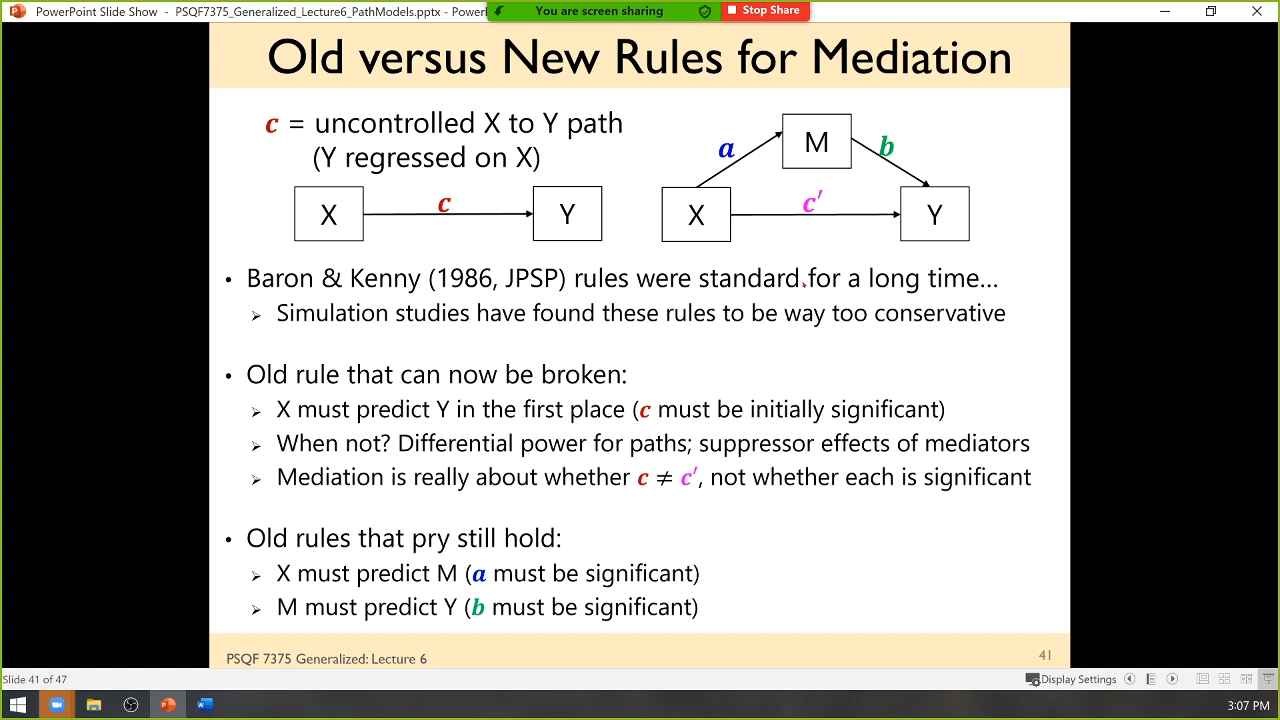 PowerPoint Slide Show - PSQF7375_Generalized_Lecture6_PathModels.pptx - Powerl
You are screen sharing
Stop Share
Old versus New Rules for Mediation
c = uncontrolled X to Y path
(Y regressed on X)
X
c
Y
a
M
b
X
c′
Y
• Baron & Kenny (1986, JPSP) rules were standard for a long time…
➢ Simulation studies have found these rules to be way too conservative
• Old rule that can now be broken:
➢ X must predict Y in the first place (c must be initially significant)
➢ When not? Differential power for paths; suppressor effects of mediators
➢ Mediation is really about whether c ≠ c′, not whether each is significant
• Old rules that pry still hold:
➢ X must predict M (a must be significant)
➢ M must predict Y (b must be significant)
PSQF 7375 Generalized: Lecture 6
41
Slide 41 of 47
Display Settings
3:07 PM